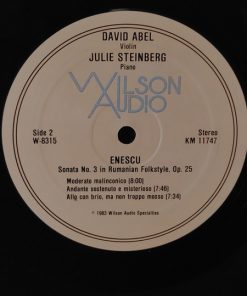 DAVID ABEL
Violin
JULIE STEINBERG
Piano
WILSON
AUDIO
Side 2
W-8315
Stereo
KM 11747
ENESCU
Sonata No. 3 in Rumanian Folkstyle, Op. 25
Moderato malinconico (8:00)
Andante sostenuto e misterioso (7:46)
Allg con brio, ma non troppo mosso (7:34)
℗ 1983 Wilson Audio Specialties